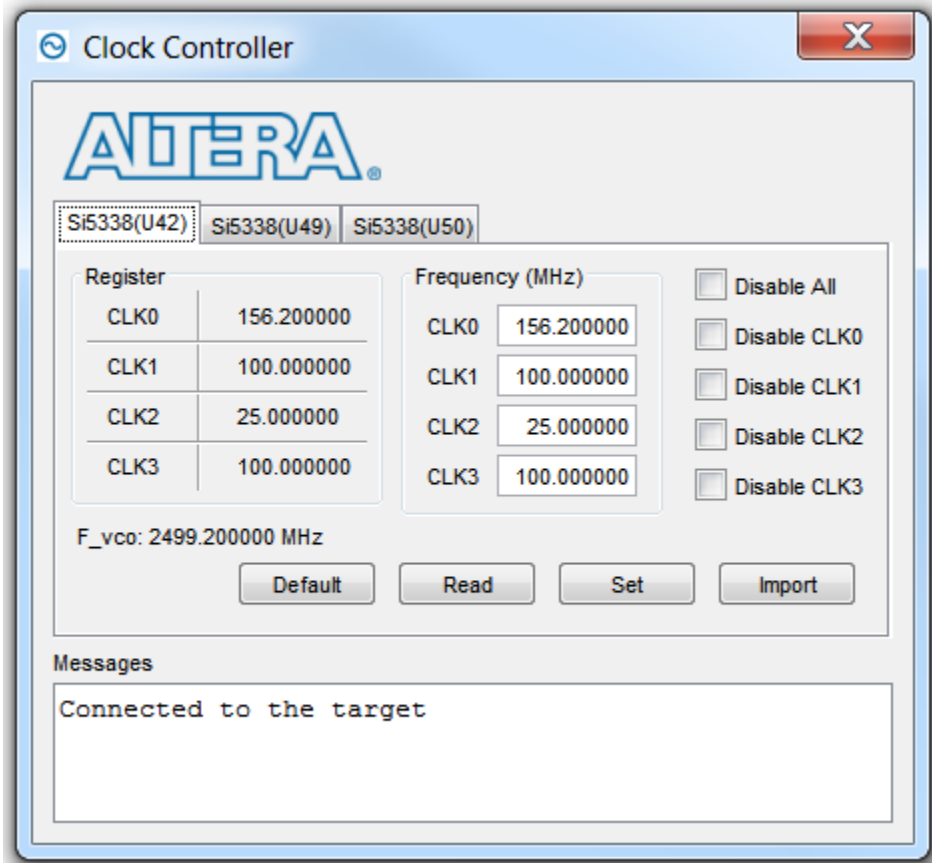 Clock Controller
ALTERA®
Si5338(U42) Si5338(U49) Si5338(U50)
Register
CLK0 156.200000
CLK1 100.000000
CLK2 25.000000
CLK3 100.000000
Frequency (MHz)
CLK0 156.200000
CLK1 100.000000
CLK2 25.000000
CLK3 100.000000
Disable All
Disable CLK0
Disable CLK1
Disable CLK2
Disable CLK3
F_vco: 2499.200000 MHz
Default Read Set Import
Messages
Connected to the target